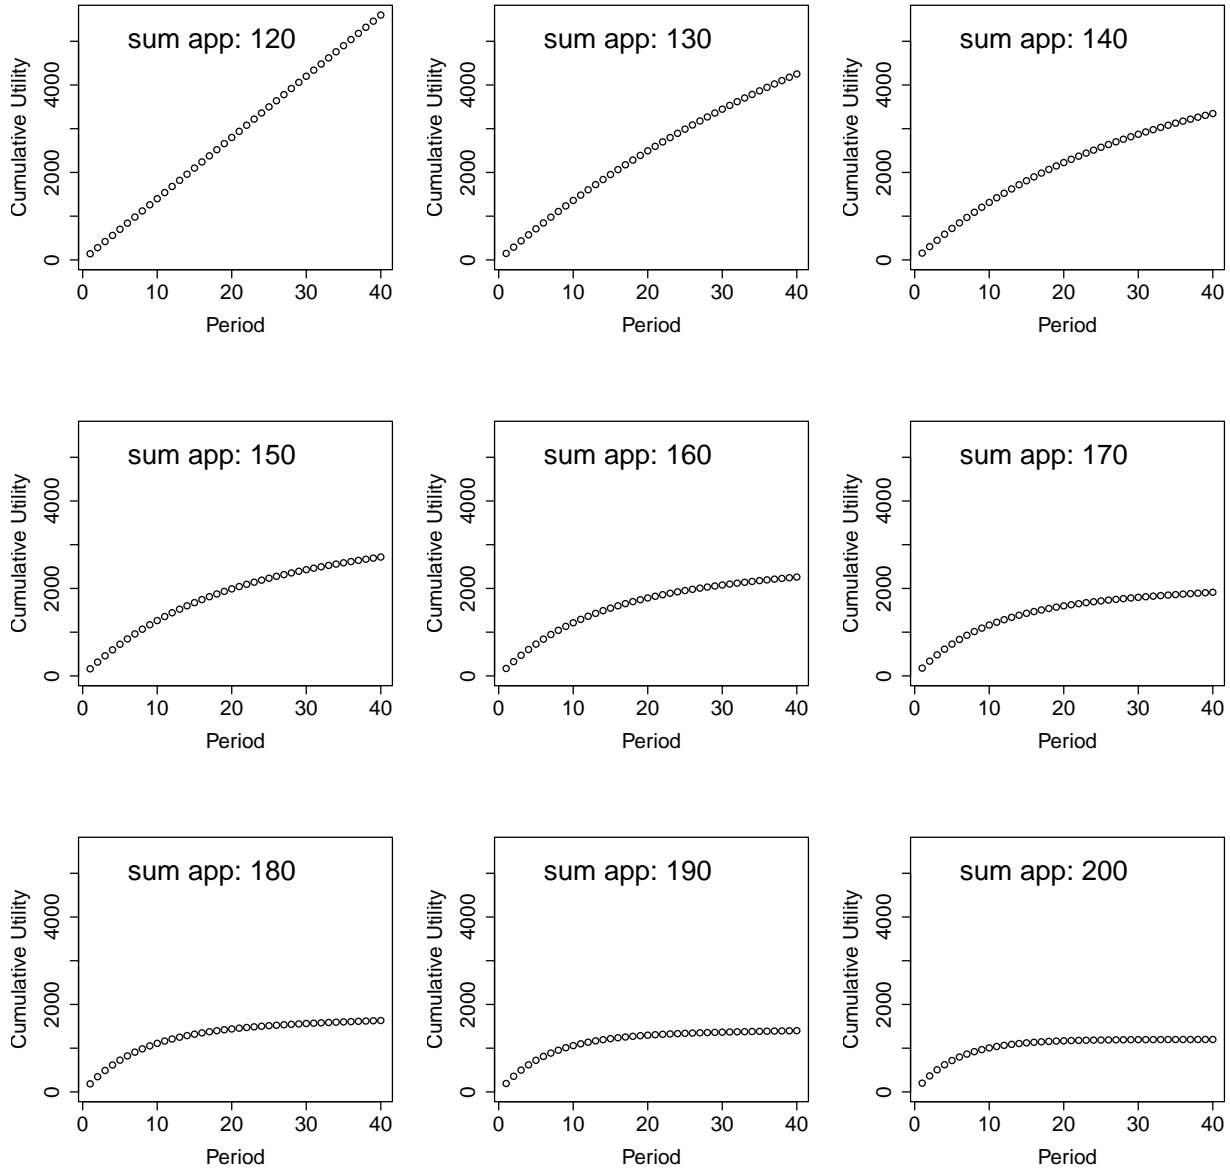 sum app: 120
Cumulative Utility
0 2000 4000
0 10 20 30 40
Period
sum app: 130
Cumulative Utility
0 2000 4000
0 10 20 30 40
Period
sum app: 140
Cumulative Utility
0 2000 4000
0 10 20 30 40
Period
sum app: 150
Cumulative Utility
0 2000 4000
0 10 20 30 40
Period
sum app: 160
Cumulative Utility
0 2000 4000
0 10 20 30 40
Period
sum app: 170
Cumulative Utility
0 2000 4000
0 10 20 30 40
Period
sum app: 180
Cumulative Utility
0 2000 4000
0 10 20 30 40
Period
sum app: 190
Cumulative Utility
0 2000 4000
0 10 20 30 40
Period
sum app: 200
Cumulative Utility
0 2000 4000
0 10 20 30 40
Period